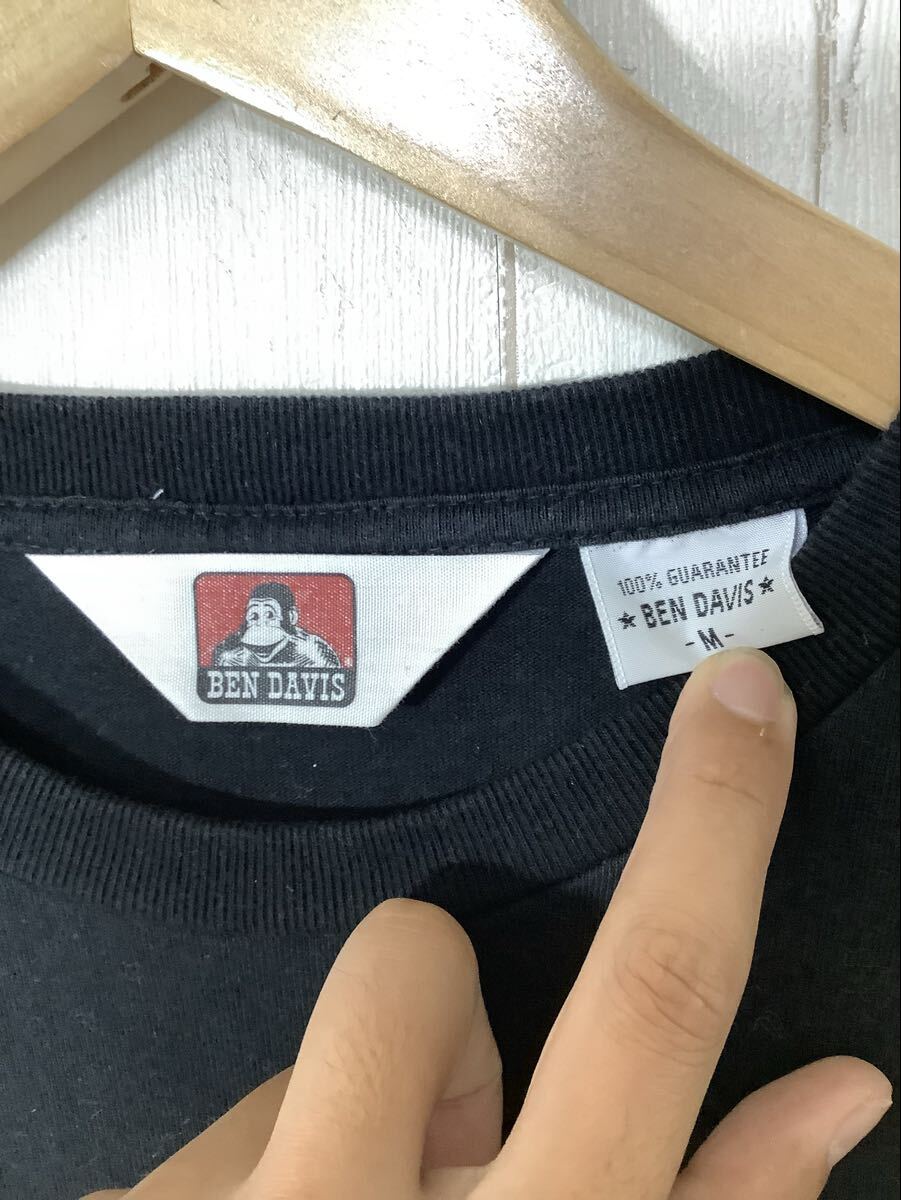 BEN DAVIS
100% GUARANTEE
★ BEN DAVIS ★
-M-